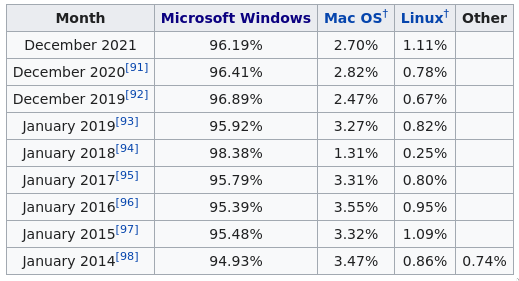 Month Microsoft Windows Mac OS† Linux† Other
December 2021 96.19% 2.70% 1.11%
December 2020[91] 96.41% 2.82% 0.78%
December 2019[92] 96.89% 2.47% 0.67%
January 2019[93] 95.92% 3.27% 0.82%
January 2018[94] 98.38% 1.31% 0.25%
January 2017[95] 95.79% 3.31% 0.80%
January 2016[96] 95.39% 3.55% 0.95%
January 2015[97] 95.48% 3.32% 1.09%
January 2014[98] 94.93% 3.47% 0.86% 0.74%